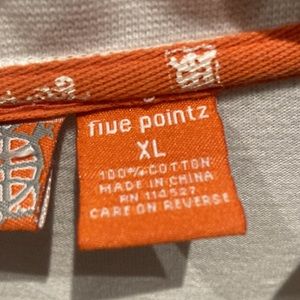 five pointz
XL
100% COTTON
MADE IN CHINA
RN 114527
CARE ON REVERSE